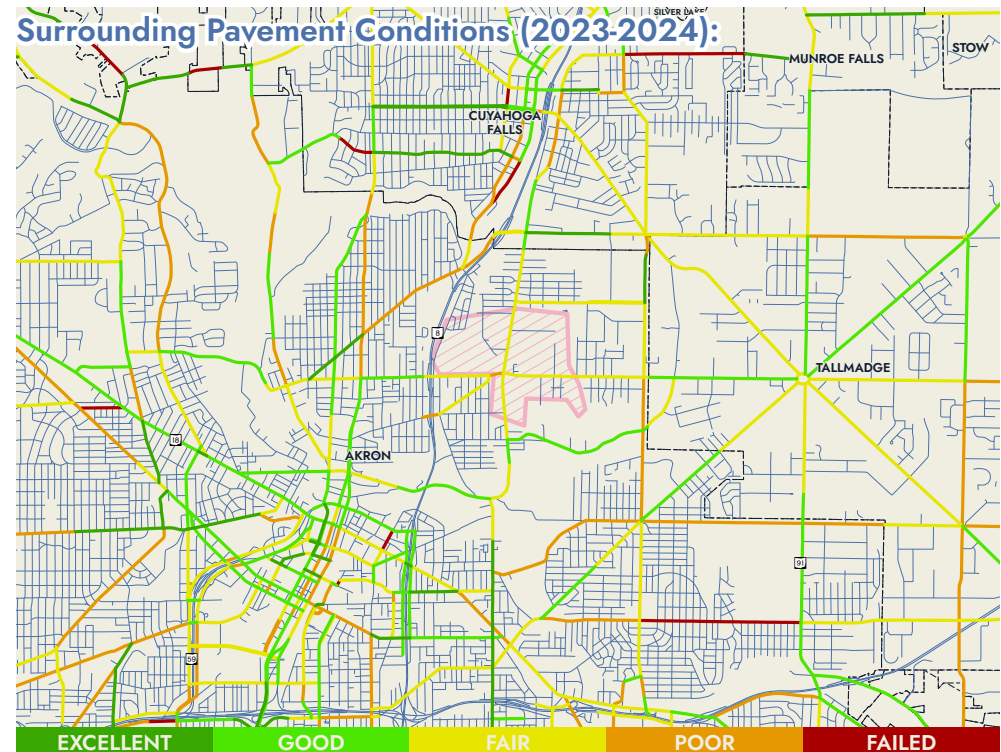 SILVER LAKE
Surrounding Pavement Conditions (2023-2024):
STOW
MUNROE FALLS
CUYAHOGA
FALLS
8
TALLMADGE
18
AKRON
91
59
EXCELLENT GOOD FAIR POOR FAILED